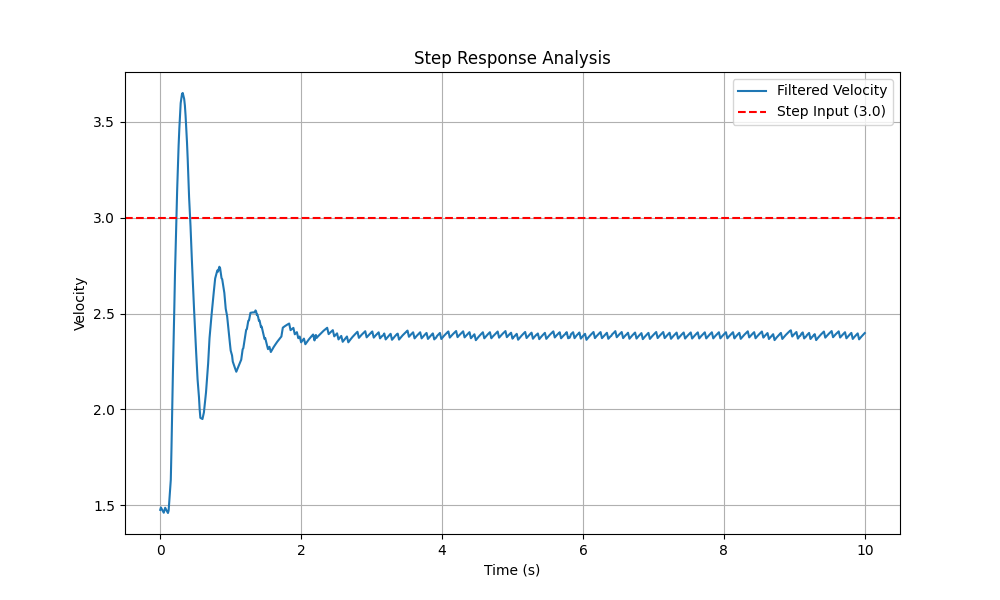 Step Response Analysis
Filtered Velocity
Step Input (3.0)
3.5
3.0
2.5
2.0
1.5
Velocity
0 2 4 6 8 10
Time (s)